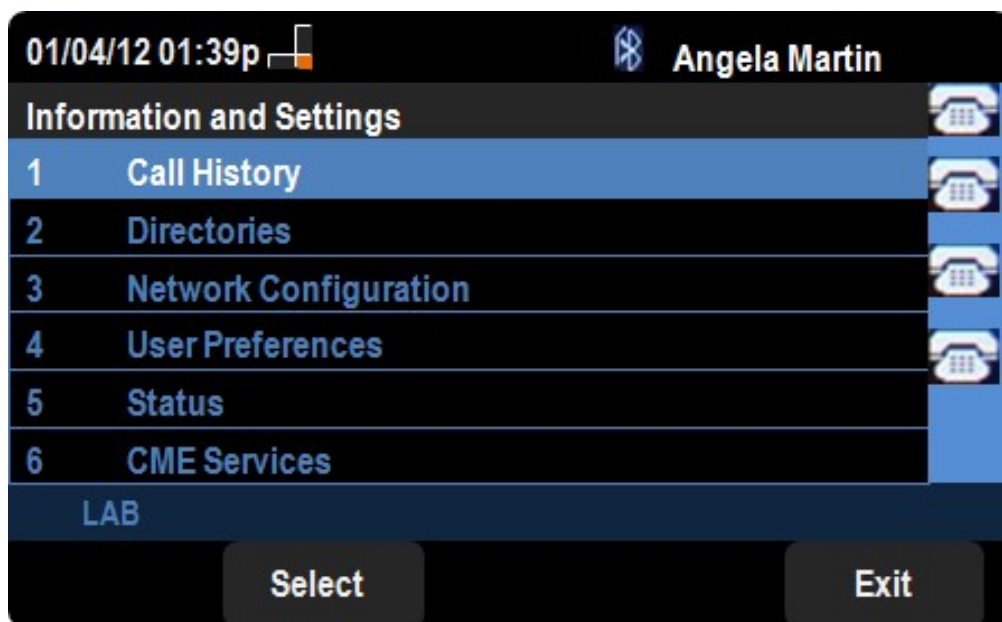 01/04/12 01:39p Angela Martin
Information and Settings
1 Call History
2 Directories
3 Network Configuration
4 User Preferences
5 Status
6 CME Services
LAB
Select Exit